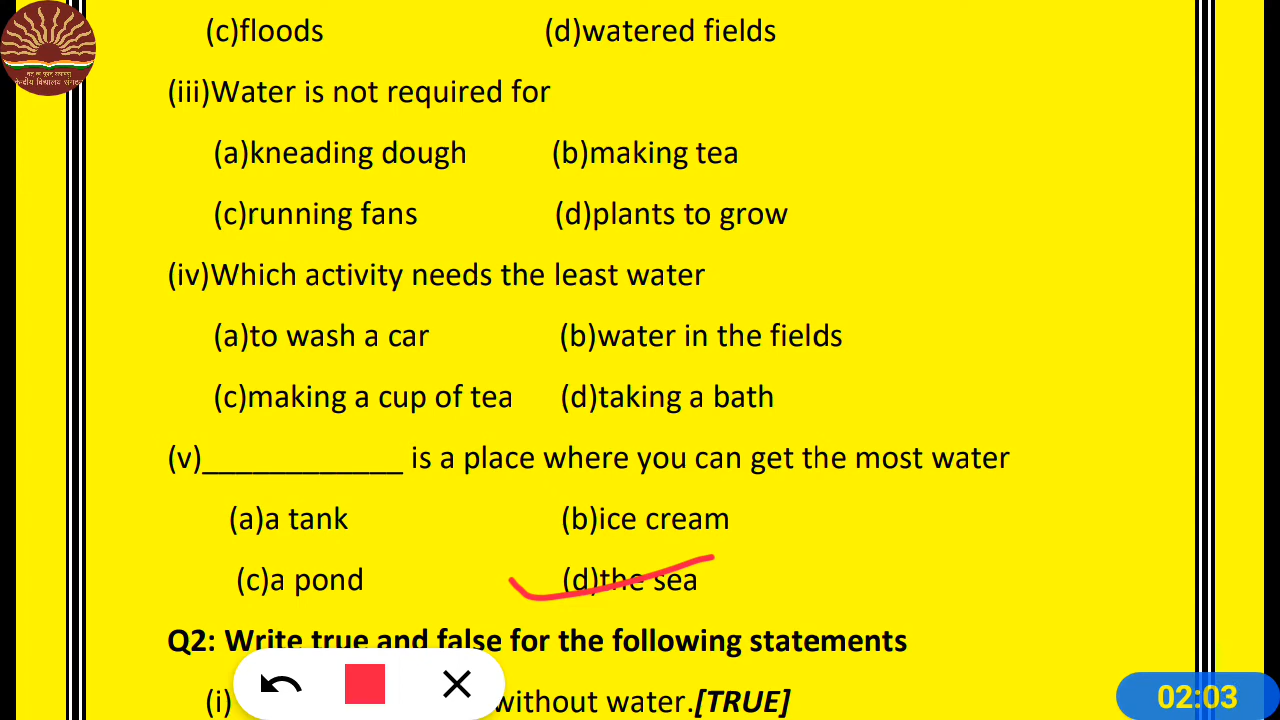 (c)floods (d)watered fields
(iii)Water is not required for
(a)kneading dough (b)making tea
(c)running fans (d)plants to grow
(iv)Which activity needs the least water
(a)to wash a car (b)water in the fields
(c)making a cup of tea (d)taking a bath
(v)____________ is a place where you can get the most water
(a)a tank (b)ice cream
(c)a pond (d)the sea
Q2: Write true and false for the following statements
(i) without water.[TRUE]
02:03
केन्द्रीय विद्यालय संगठन